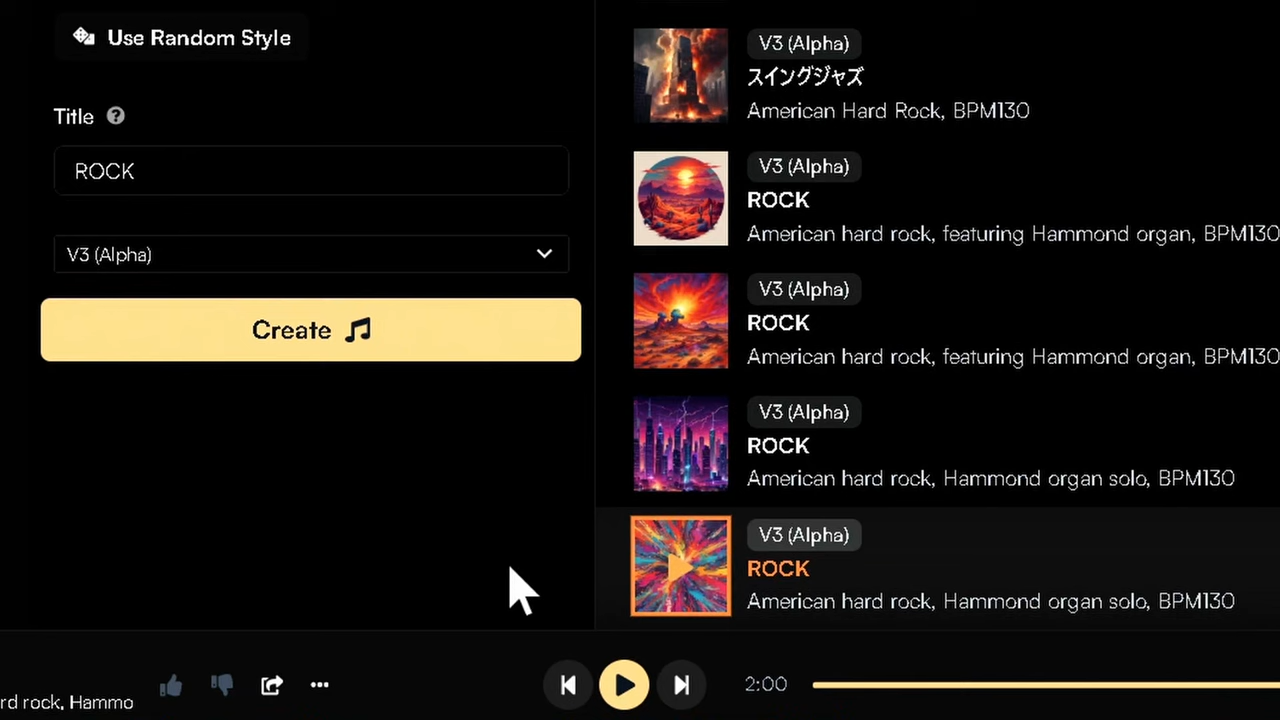 Use Random Style
Title ?
ROCK
V3 (Alpha)
Create
V3 (Alpha)
スイングジャズ
American Hard Rock, BPM130
V3 (Alpha)
ROCK
American hard rock, featuring Hammond organ, BPM130
V3 (Alpha)
ROCK
American hard rock, featuring Hammond organ, BPM130
V3 (Alpha)
ROCK
American hard rock, Hammond organ solo, BPM130
V3 (Alpha)
ROCK
American hard rock, Hammond organ solo, BPM130
rd rock, Hammo
2:00